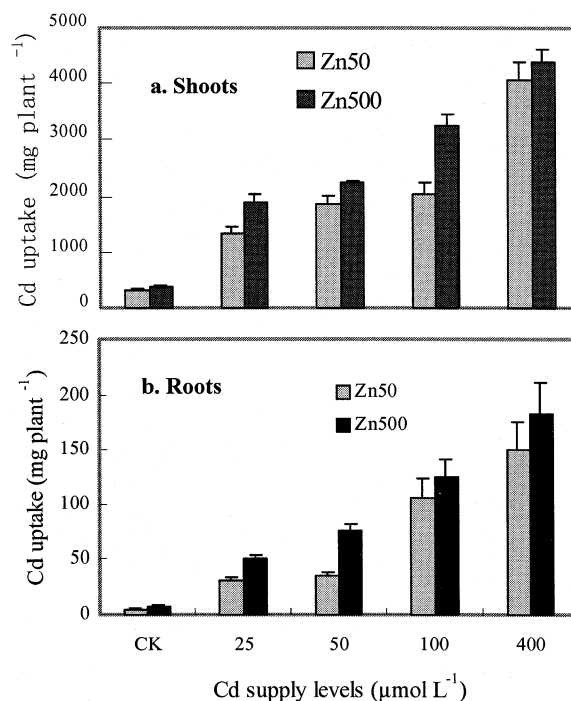 5000
4000
3000
2000
1000
0
Cd uptake (mg plant ⁻¹)
a. Shoots
Zn50
Zn500
250
200
150
100
50
0
Cd uptake (mg plant⁻¹)
b. Roots
Zn50
Zn500
CK 25 50 100 400
Cd supply levels (μmol L⁻¹)